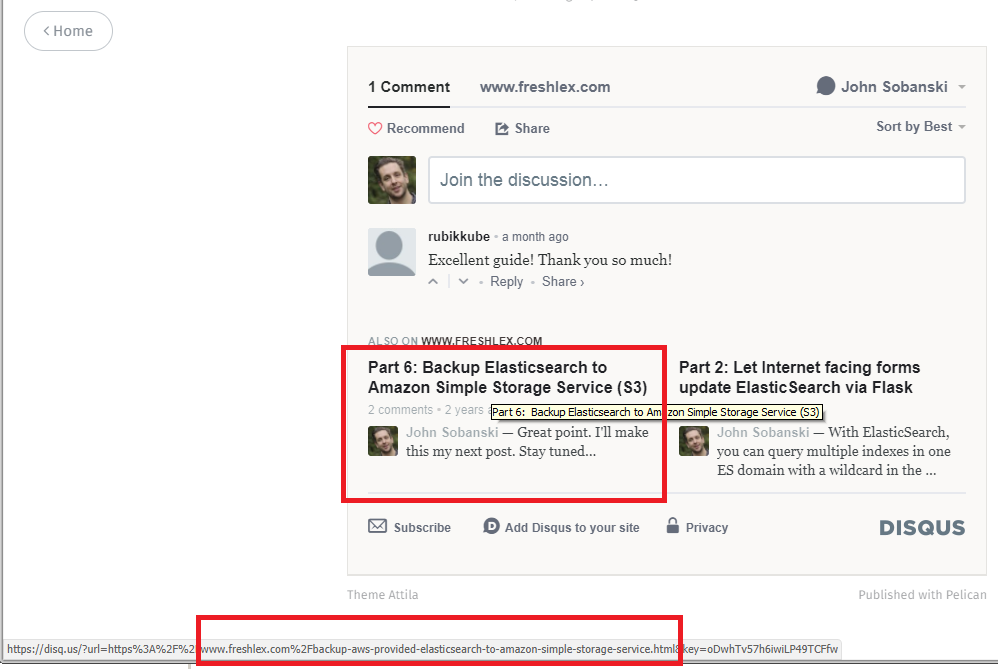 Home
1 Comment www.freshlex.com John Sobanski
Recommend Share Sort by Best
Join the discussion…
rubikkube • a month ago
Excellent guide! Thank you so much!
• Reply • Share ›
ALSO ON WWW.FRESHLEX.COM
Part 6: Backup Elasticsearch to
Amazon Simple Storage Service (S3)
2 comments • 2 years
Part 6: Backup Elasticsearch to Amazon Simple Storage Service (S3)
John Sobanski — Great point. I'll make
this my next post. Stay tuned...
Part 2: Let Internet facing forms
update ElasticSearch via Flask
John Sobanski — With ElasticSearch,
you can query multiple indexes in one
ES domain with a wildcard in the ...
Subscribe Add Disqus to your site Privacy DISQUS
Theme Attila Published with Pelican
https://disq.us/?url=https%3A%2F%2Fwww.freshlex.com%2Fbackup-aws-provided-elasticsearch-to-amazon-simple-storage-service.html&key=oDwhTv57h6iwiLP49TCFfw